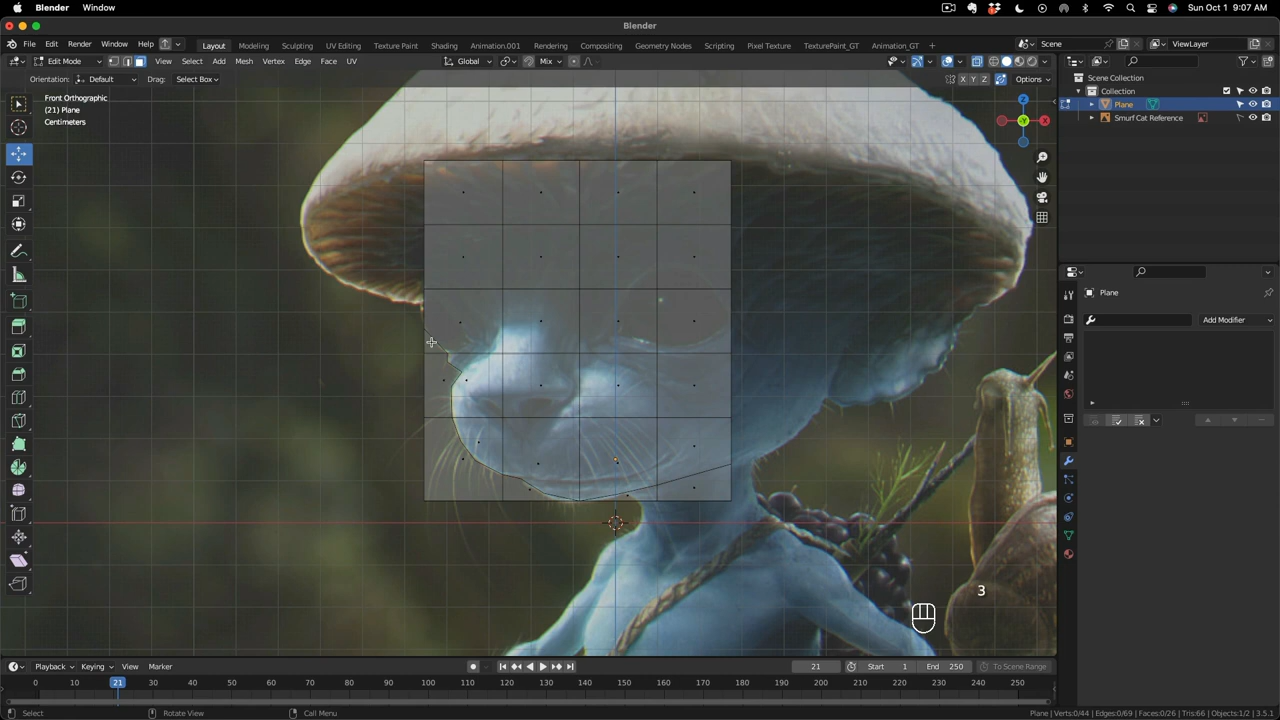 Blender Window Sun Oct 1 9:07 AM
Blender
File Edit Render Window Help Layout Modeling Sculpting UV Editing Texture Paint Shading Animation.001 Rendering Compositing Geometry Nodes Scripting Pixel Texture TexturePaint_GT Animation_GT + Scene ViewLayer
Edit Mode View Select Add Mesh Vertex Edge Face UV Global Mix
Orientation: Default Drag: Select Box X Y Z Options
Scene Collection
Collection
Plane
Smurf Cat Reference
Front Orthographic
(21) Plane
Centimeters
Z
-Y
X
Plane
Add Modifier
3
Playback Keying View Marker 21 Start 1 End 250 To Scene Range
0 10 21 30 40 50 60 70 80 90 100 110 120 130 140 150 160 170 180 190 200 210 220 230 240 250
Select Rotate View Call Menu Plane | Verts:0/44 | Edges:0/69 | Faces:0/26 | Tris:66 | Objects:1/2 | 3.5.1